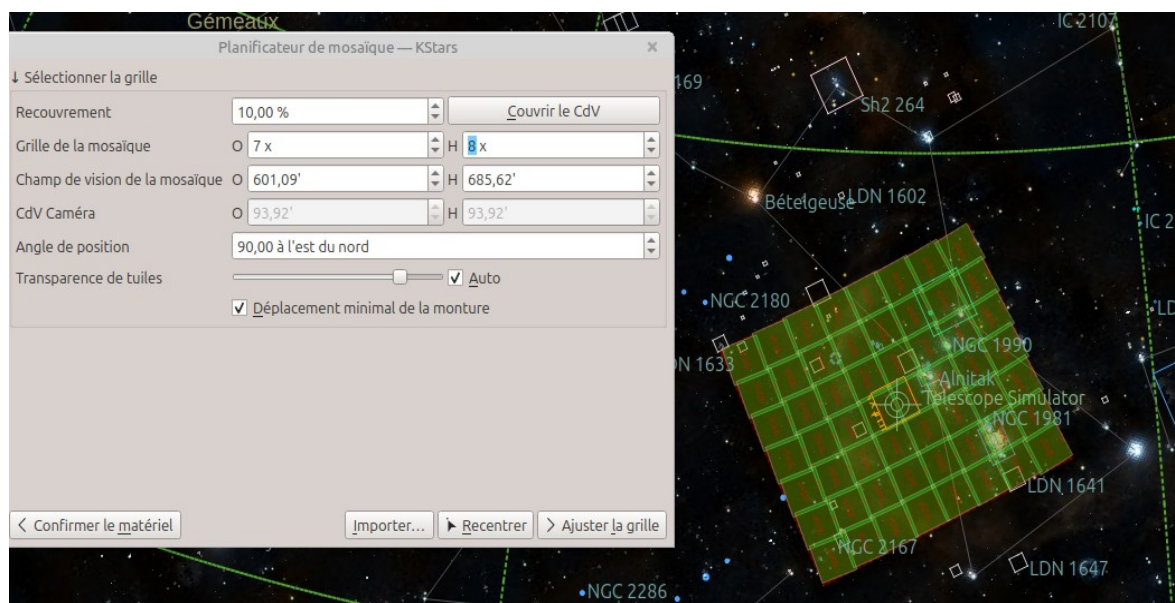 Gémeaux
IC 2107
Planificateur de mosaïque — KStars
↓ Sélectionner la grille
Recouvrement 10,00 % Couvrir le CdV
Grille de la mosaïque O 7 x H 8 x
Champ de vision de la mosaïque O 601,09' H 685,62'
CdV Caméra O 93,92' H 93,92'
Angle de position 90,00 à l'est du nord
Transparence de tuiles Auto
Déplacement minimal de la monture
< Confirmer le matériel Importer... Recentrer > Ajuster la grille
169
Sh2 264
Bételgeuse
LDN 1602
IC 2
NGC 2180
LD
NGC 1990
N 1633
Alnitak
Telescope Simulator
NGC 1981
LDN 1641
NGC 2167
LDN 1647
NGC 2286